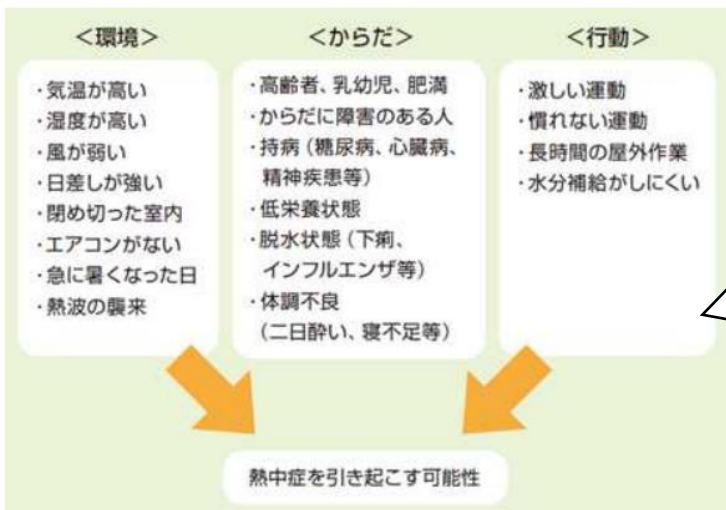 <環境>
・気温が高い
・湿度が高い
・風が弱い
・日差しが強い
・閉め切った室内
・エアコンがない
・急に暑くなった日
・熱波の襲来
<からだ>
・高齢者、乳幼児、肥満
・からだに障害のある人
・持病(糖尿病、心臓病、
精神疾患等)
・低栄養状態
・脱水状態(下痢、
インフルエンザ等)
・体調不良
(二日酔い、寝不足等)
<行動>
・激しい運動
・慣れない運動
・長時間の屋外作業
・水分補給がしにくい
熱中症を引き起こす可能性